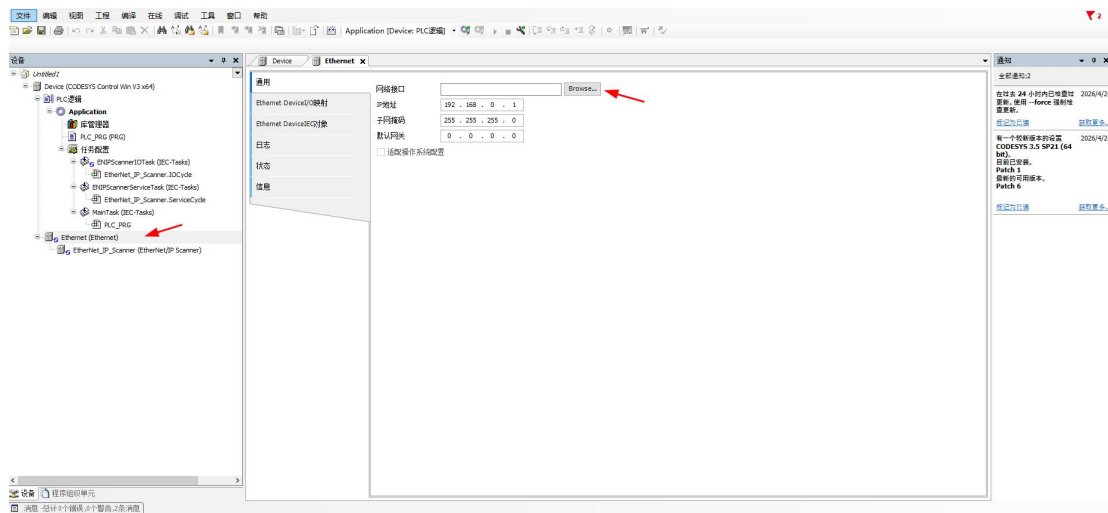 文件 编辑 视图 工程 编译 在线 调试 工具 窗口 帮助
2
Application [Device: PLC逻辑]
设备
Untitled1
Device (CODESYS Control Win V3 x64)
PLC逻辑
Application
库管理器
PLC_PRG (PRG)
任务配置
ENIPScannerIOTask (IEC-Tasks)
EtherNet_IP_Scanner.IOCycle
ENIPScannerServiceTask (IEC-Tasks)
EtherNet_IP_Scanner.ServiceCycle
MainTask (IEC-Tasks)
PLC_PRG
Ethernet (Ethernet)
EtherNet_IP_Scanner (EtherNet/IP Scanner)
设备 程序组织单元
消息 -总计0个错误,0个警告,2条消息
Device Ethernet
通用
Ethernet DeviceI/O映射
Ethernet DeviceIEC对象
日志
状态
信息
网络接口 Browse...
IP地址 192 . 168 . 0 . 1
子网掩码 255 . 255 . 255 . 0
默认网关 0 . 0 . 0 . 0
适配操作系统配置
通知
全部通知:2
在过去 24 小时内已检查过 2026/4/2
更新。使用 --force 强制检
查更新。
标记为已读 获取更多.
有一个较新版本的设置 2026/4/2
CODESYS 3.5 SP21 (64
bit)。
目前已安装。
Patch 1
最新的可用版本。
Patch 6
标记为已读 获取更多.